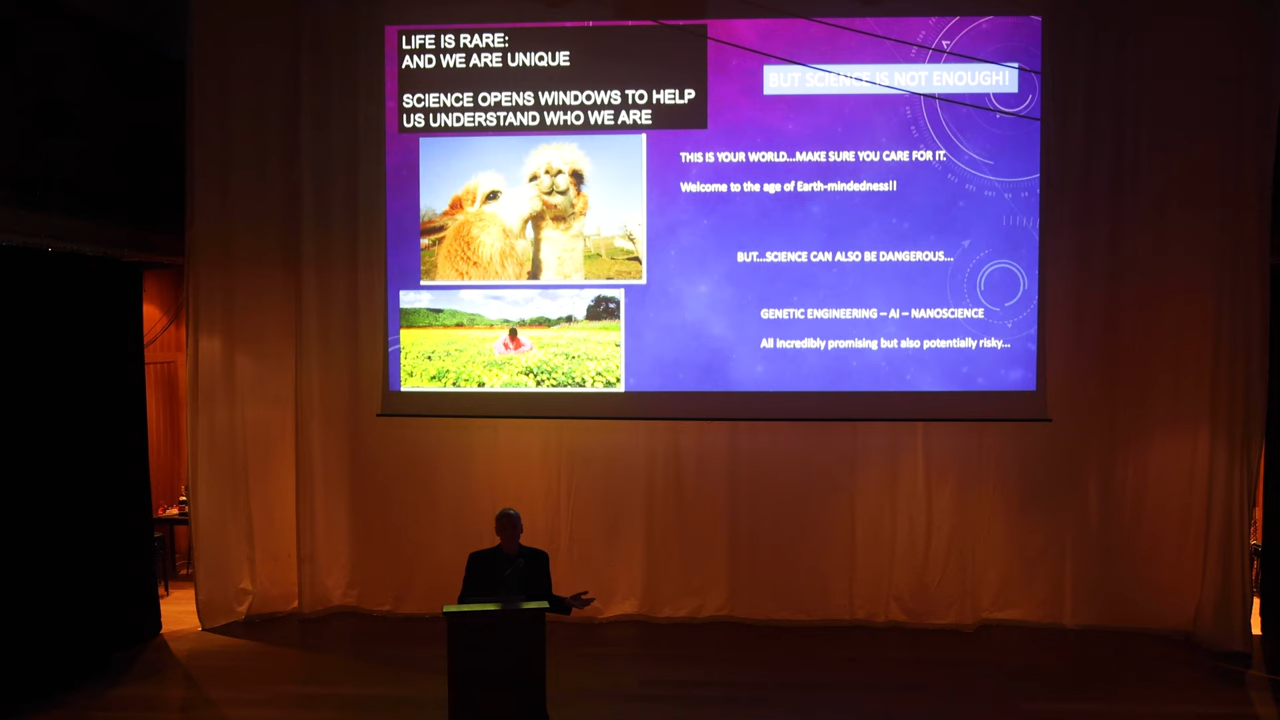 LIFE IS RARE:
AND WE ARE UNIQUE
SCIENCE OPENS WINDOWS TO HELP
US UNDERSTAND WHO WE ARE
BUT SCIENCE IS NOT ENOUGH!
THIS IS YOUR WORLD...MAKE SURE YOU CARE FOR IT.
Welcome to the age of Earth-mindedness!!
BUT...SCIENCE CAN ALSO BE DANGEROUS...
GENETIC ENGINEERING – AI – NANOSCIENCE
All incredibly promising but also potentially risky...